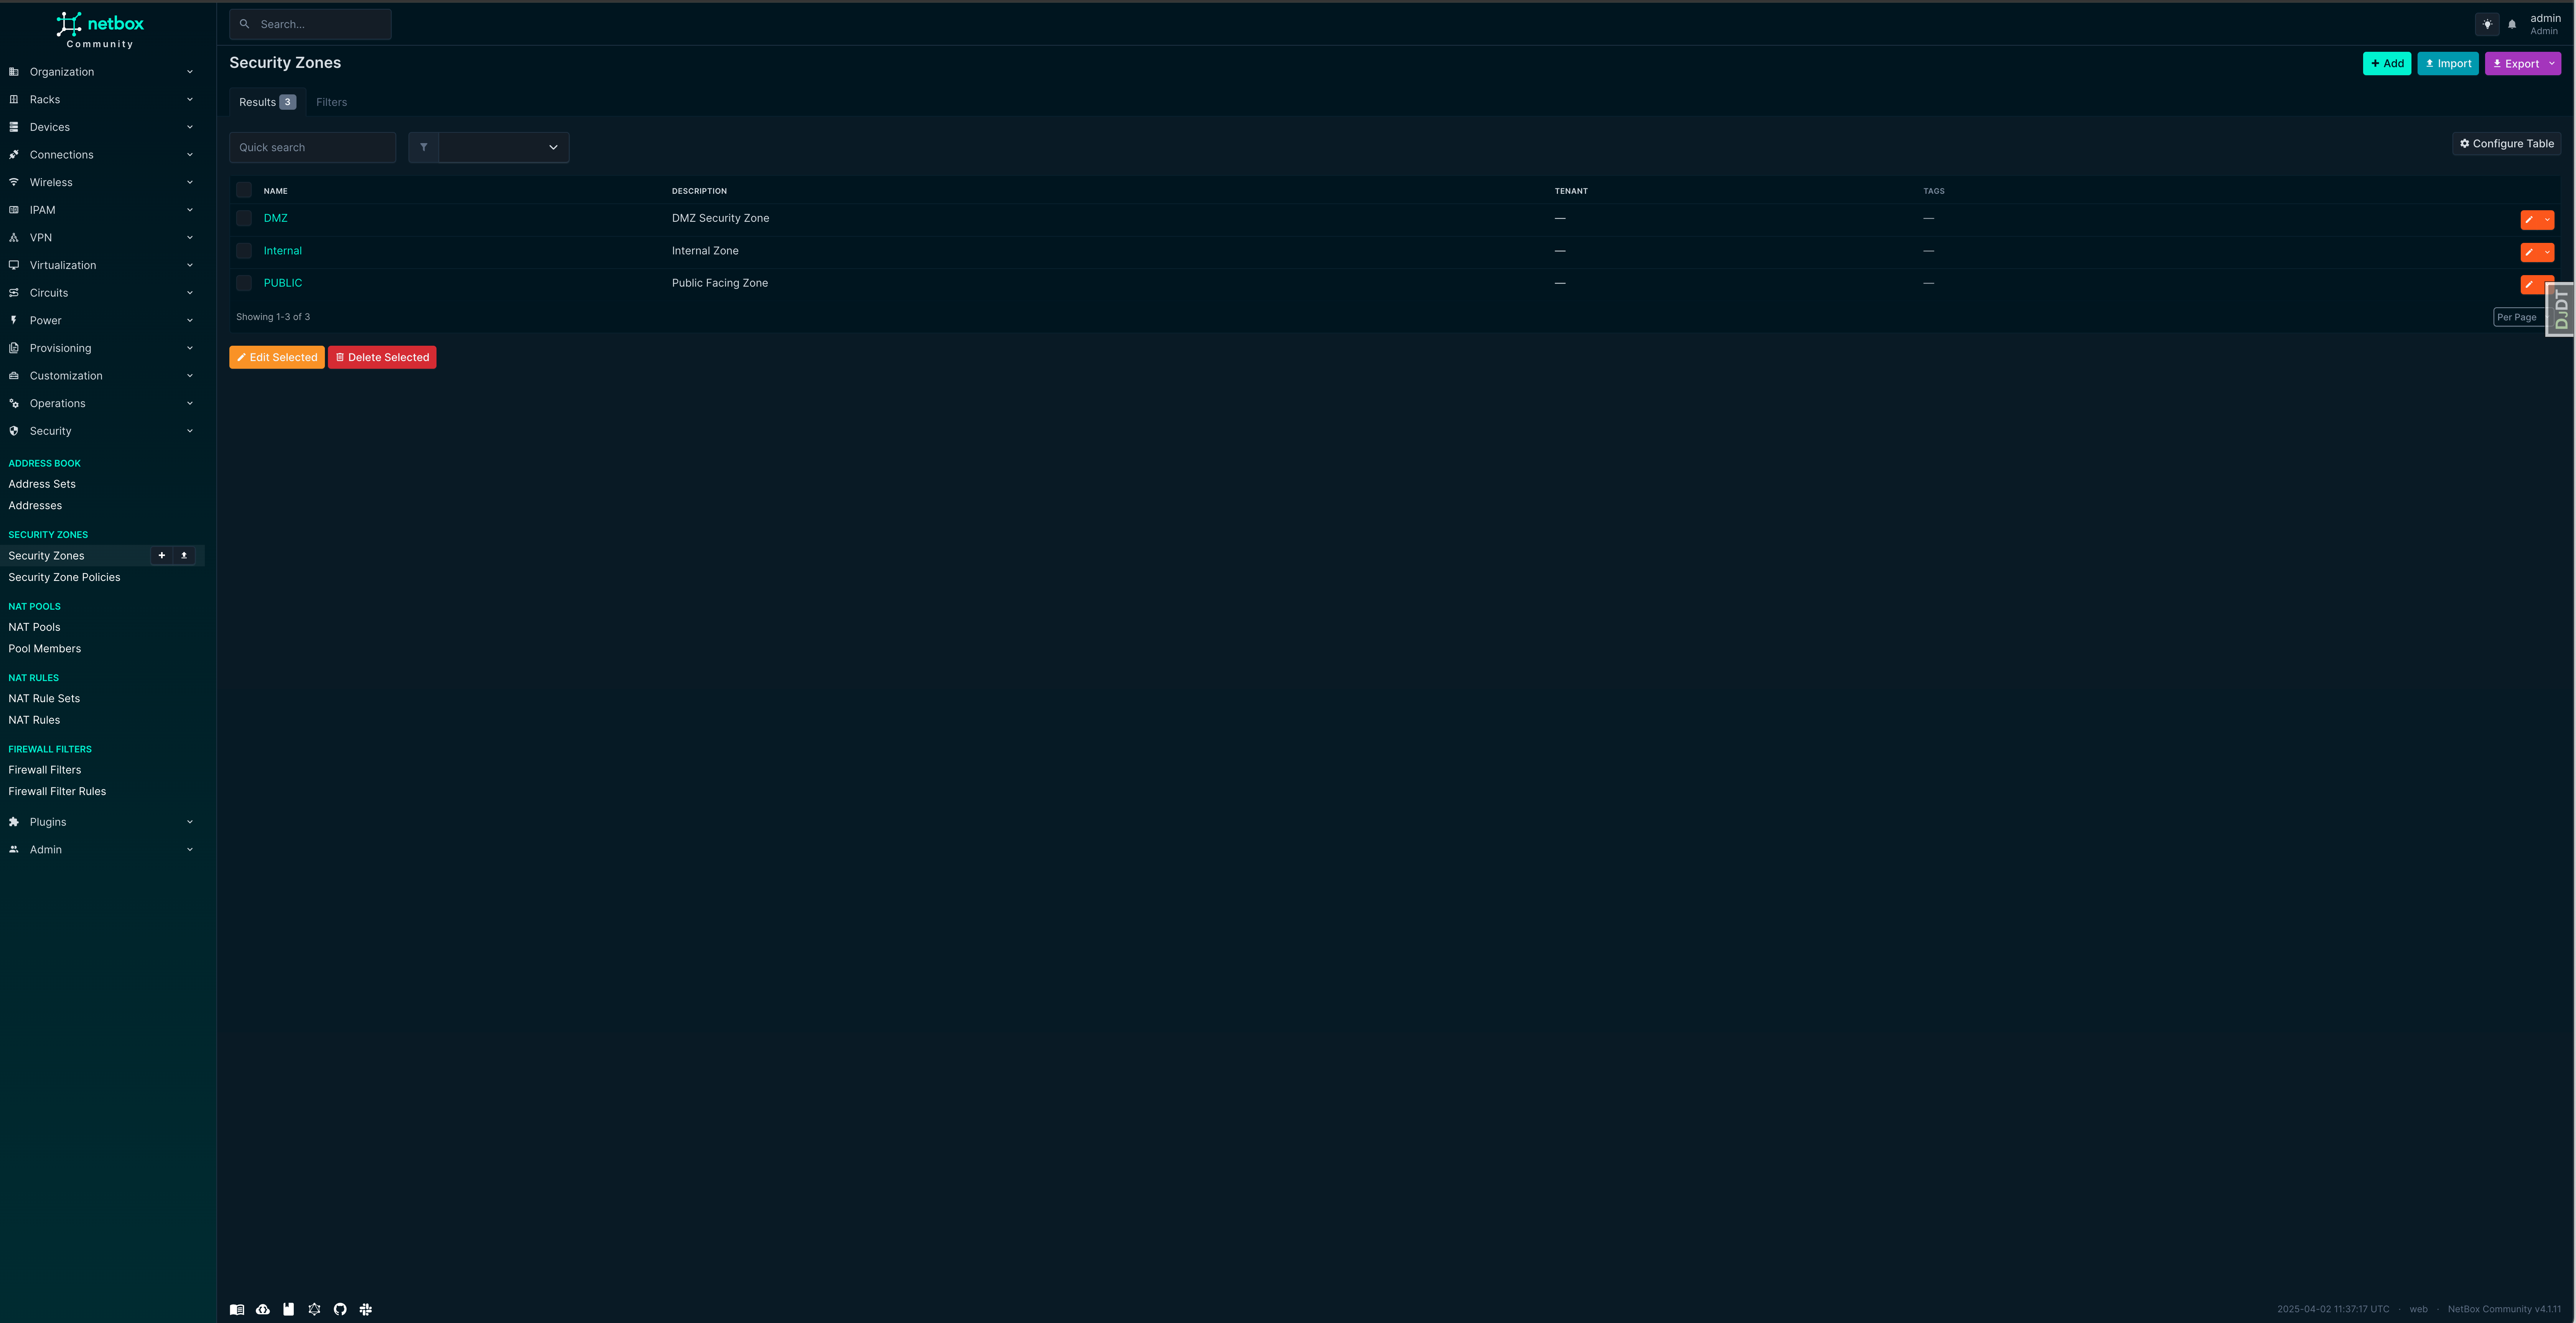 netbox
Community
Search...
admin
Admin
Organization
Racks
Devices
Connections
Wireless
IPAM
VPN
Virtualization
Circuits
Power
Provisioning
Customization
Operations
Security
ADDRESS BOOK
Address Sets
Addresses
SECURITY ZONES
Security Zones
Security Zone Policies
NAT POOLS
NAT Pools
Pool Members
NAT RULES
NAT Rule Sets
NAT Rules
FIREWALL FILTERS
Firewall Filters
Firewall Filter Rules
Plugins
Admin
Security Zones
+ Add Import Export
Results 3 Filters
Quick search
Configure Table
NAME DESCRIPTION TENANT TAGS
DMZ DMZ Security Zone — —
Internal Internal Zone — —
PUBLIC Public Facing Zone — —
Showing 1-3 of 3
Per Page
DJDT
Edit Selected Delete Selected
2025-04-02 11:37:17 UTC · web · NetBox Community v4.1.11